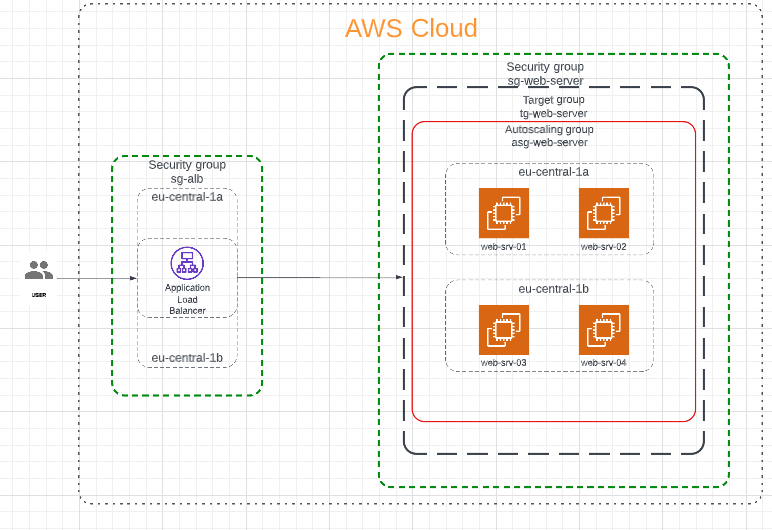 AWS Cloud
Security group
sg-web-server
Target group
tg-web-server
Autoscaling group
asg-web-server
eu-central-1a
web-srv-01
web-srv-02
eu-central-1b
web-srv-03
web-srv-04
Security group
sg-alb
eu-central-1a
Application
Load
Balancer
eu-central-1b
USER